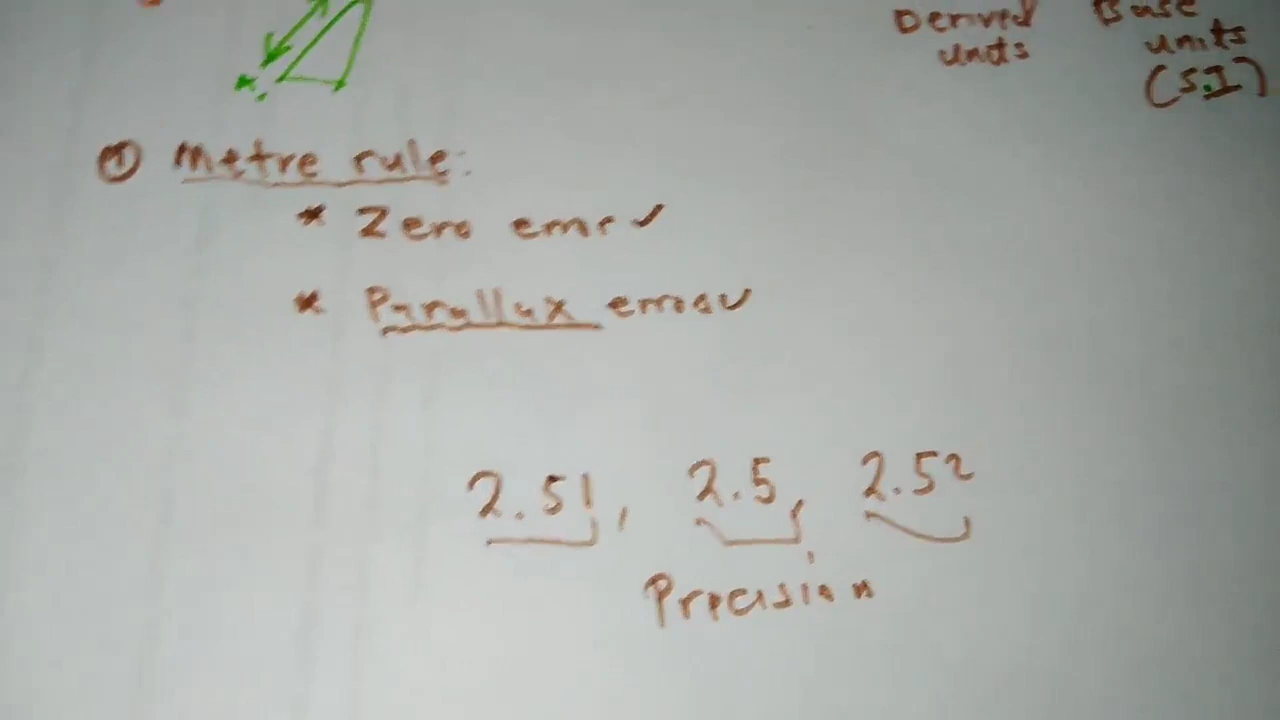 Derived Base
units units
(S.I)
① Metre rule:
* Zero error ✓
* Parallax error ✓
2.51, 2.5, 2.52
Precision